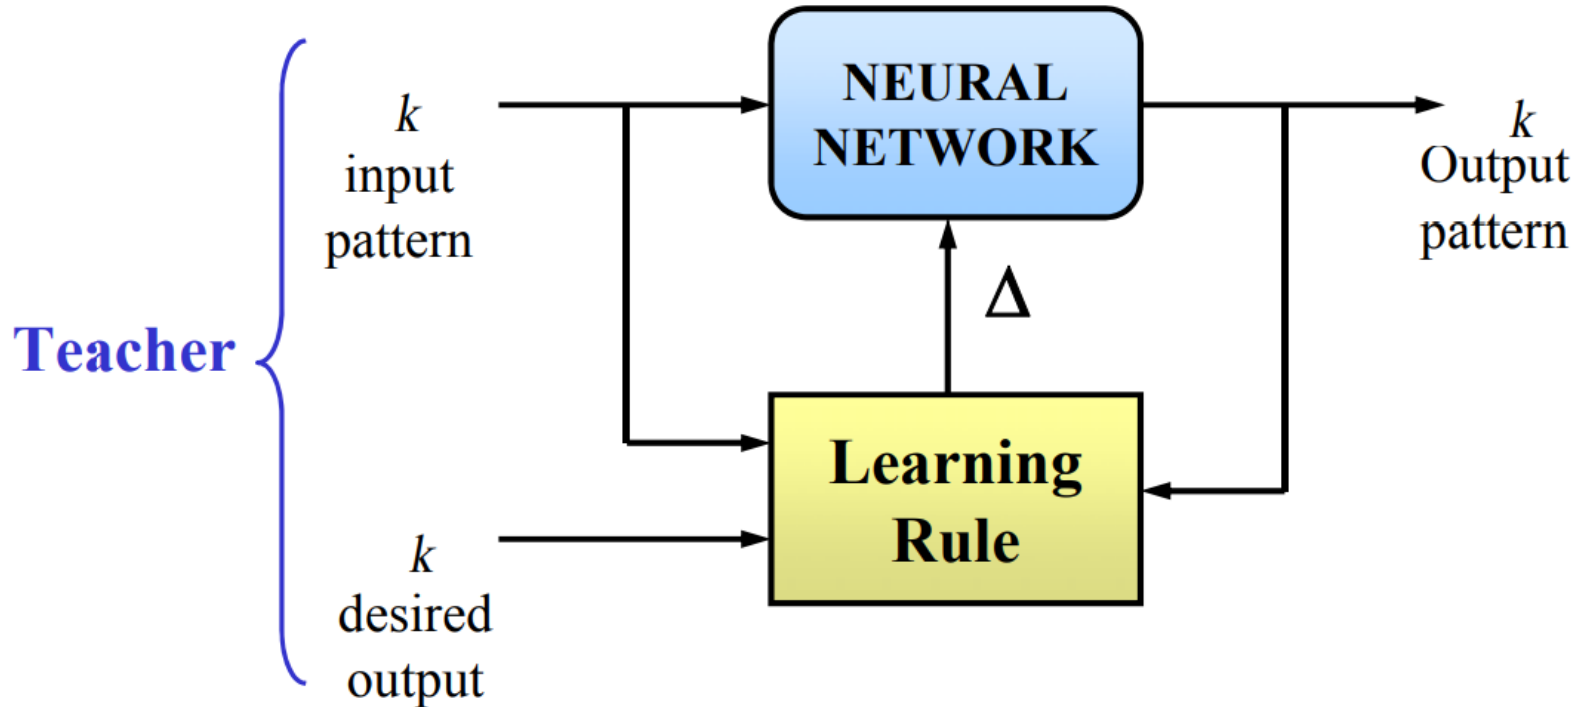 Teacher
k
input
pattern
k
desired
output
NEURAL
NETWORK
Δ
Learning
Rule
k
Output
pattern